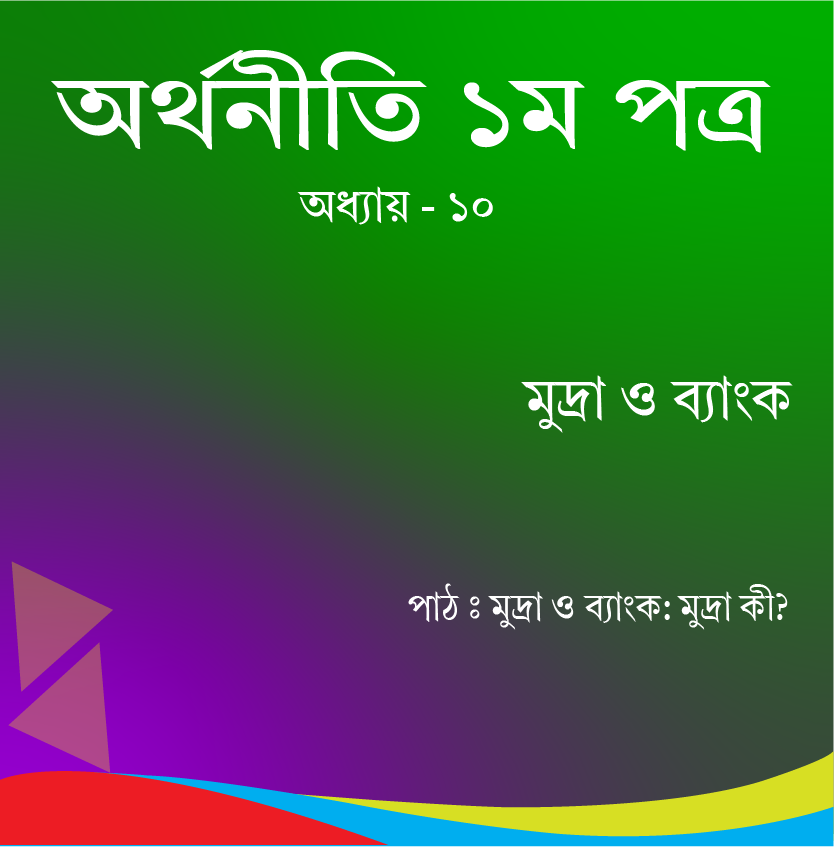 অর্থনীতি ১ম পত্র
অধ্যায় - ১০
মুদ্রা ও ব্যাংক
পাঠ ঃ মুদ্রা ও ব্যাংক: মুদ্রা কী?